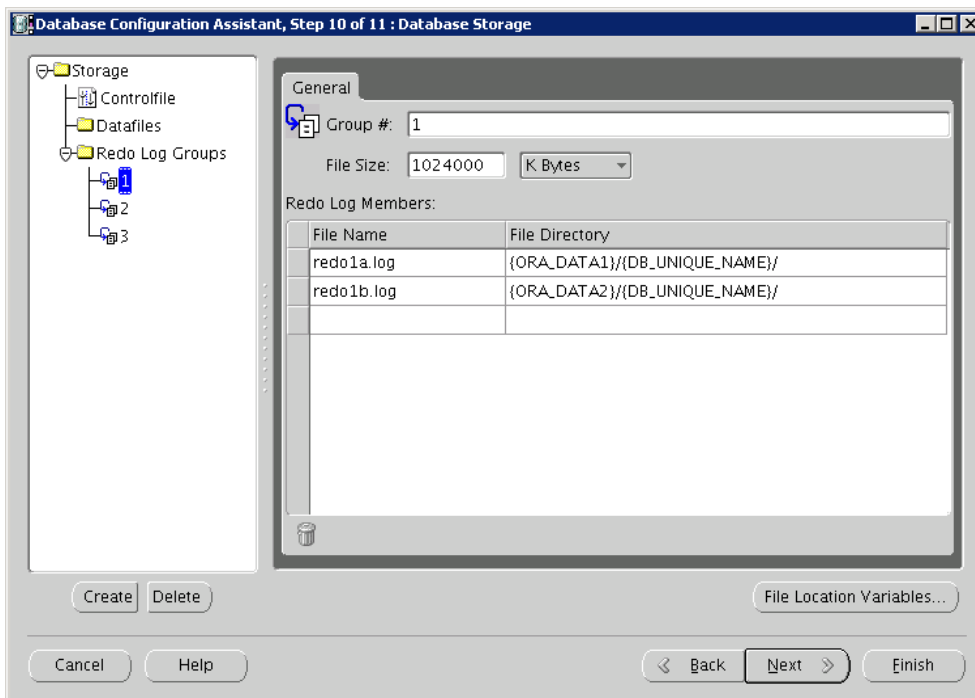 Database Configuration Assistant, Step 10 of 11 : Database Storage
Storage
Controlfile
Datafiles
Redo Log Groups
1
2
3
General
Group #: 1
File Size: 1024000 K Bytes
Redo Log Members:
File Name File Directory
redo1a.log {ORA_DATA1}/{DB_UNIQUE_NAME}/
redo1b.log {ORA_DATA2}/{DB_UNIQUE_NAME}/
Create Delete File Location Variables...
Cancel Help Back Next Finish